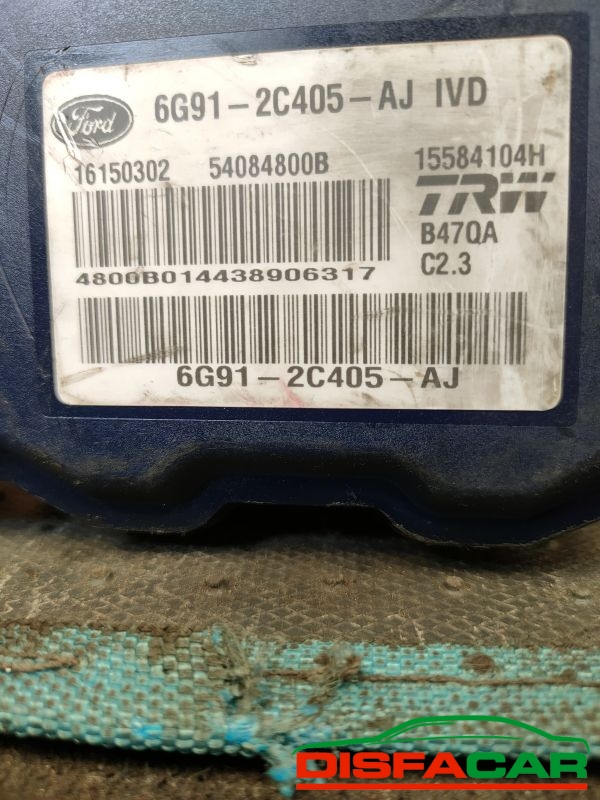 Ford 6G91-2C405-AJ IVD
16150302 54084800B 15584104H
TRW
B47QA
4800B014438906317 C2.3
6G91-2C405-AJ
DISFACAR